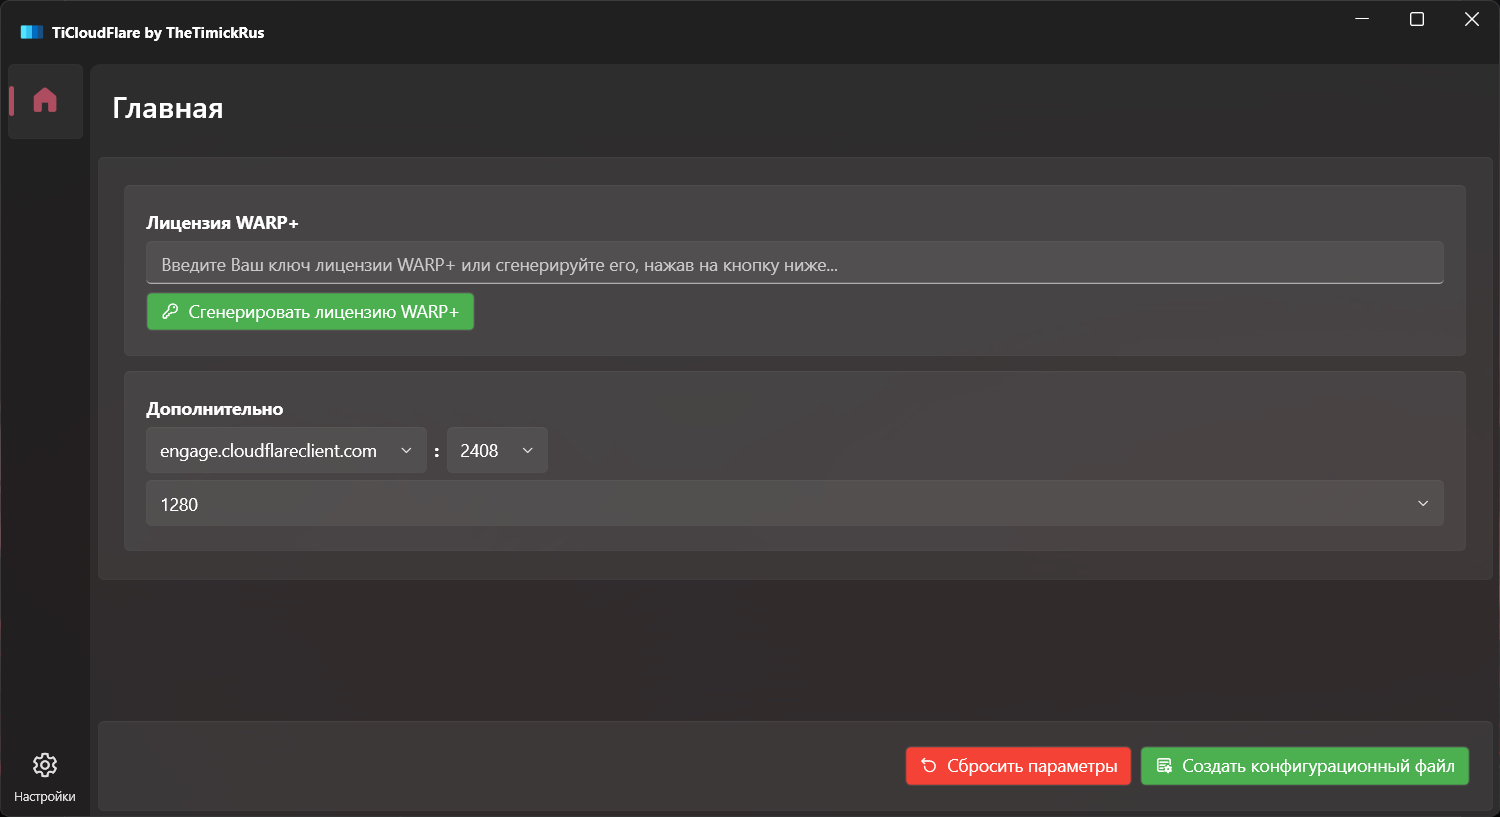 TiCloudFlare by TheTimickRus
Главная
Лицензия WARP+
Введите Ваш ключ лицензии WARP+ или сгенерируйте его, нажав на кнопку ниже...
Сгенерировать лицензию WARP+
Дополнительно
engage.cloudflareclient.com : 2408
1280
Настройки
Сбросить параметры
Создать конфигурационный файл